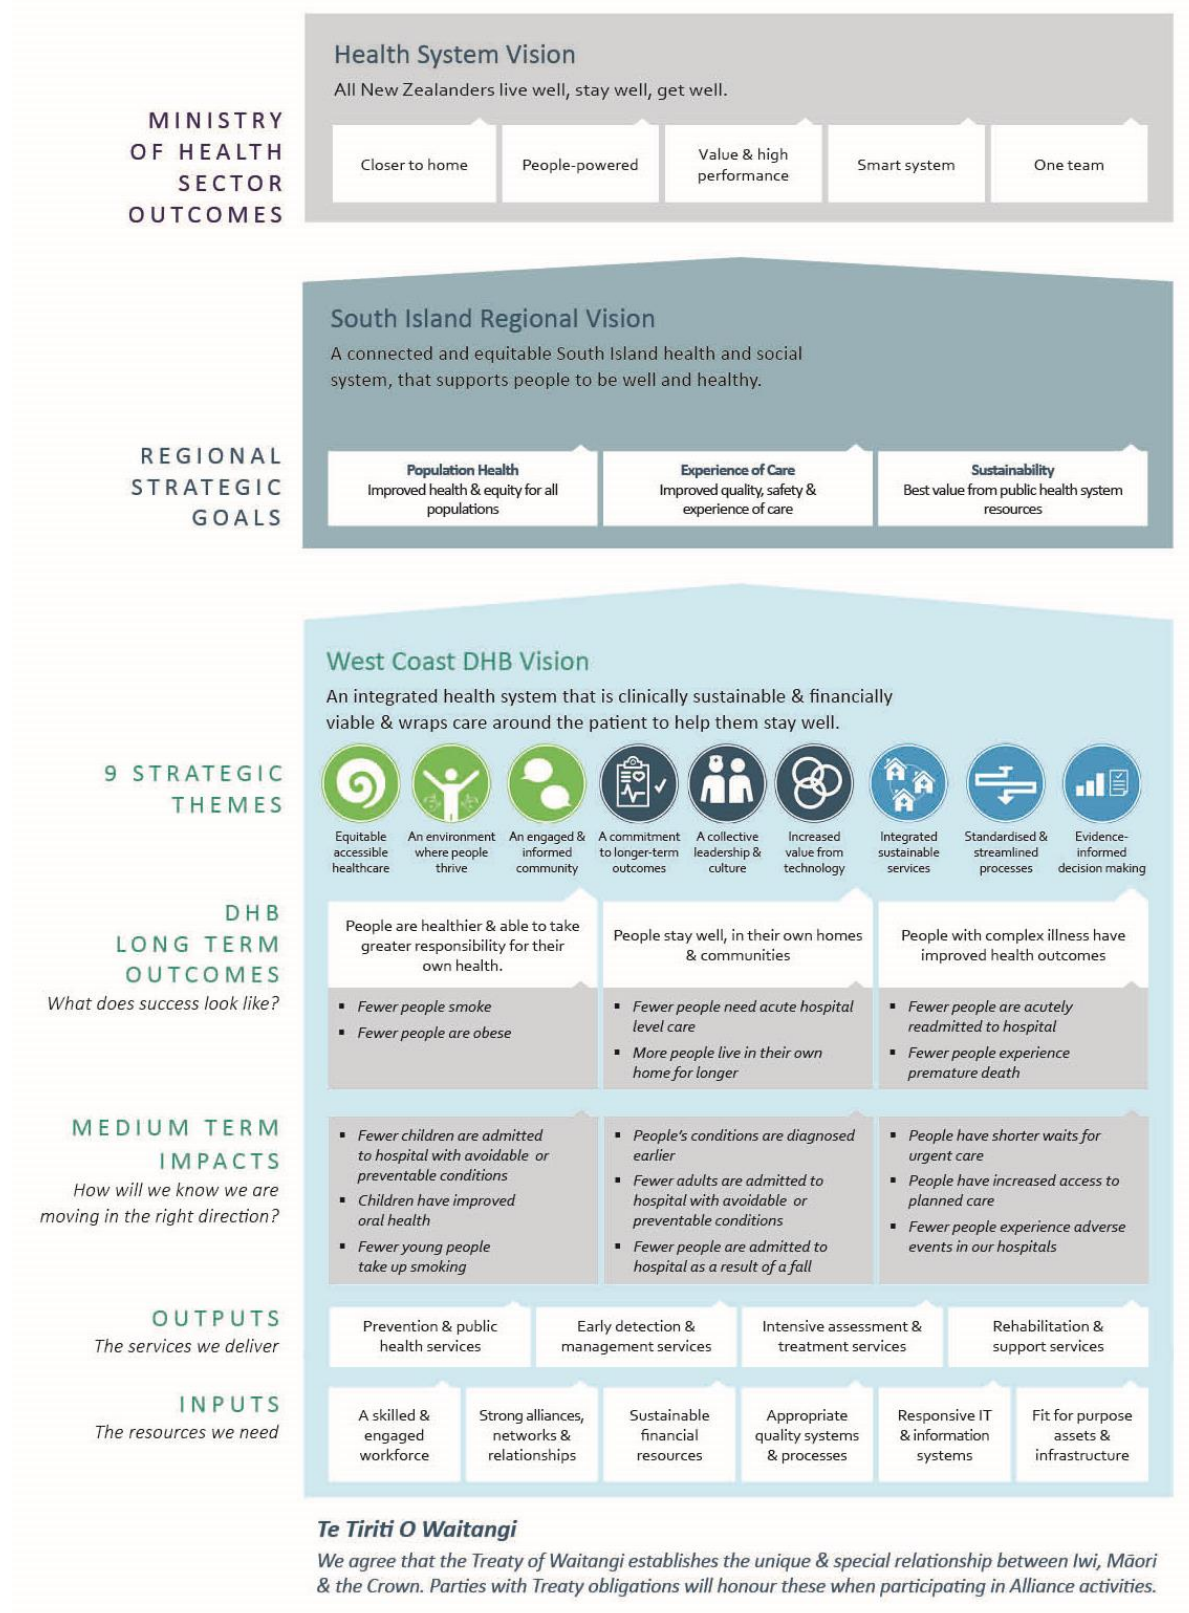 Health System Vision
All New Zealanders live well, stay well, get well.
MINISTRY
OF HEALTH
SECTOR
OUTCOMES
Closer to home
People-powered
Value & high
performance
Smart system
One team
South Island Regional Vision
A connected and equitable South Island health and social
system, that supports people to be well and healthy.
REGIONAL
STRATEGIC
GOALS
Population Health
Improved health & equity for all
populations
Experience of Care
Improved quality, safety &
experience of care
Sustainability
Best value from public health system
resources
West Coast DHB Vision
An integrated health system that is clinically sustainable & financially
viable & wraps care around the patient to help them stay well.
9 STRATEGIC
THEMES
Equitable
accessible
healthcare
An environment
where people
thrive
An engaged &
informed
community
A commitment
to longer-term
outcomes
A collective
leadership &
culture
Increased
value from
technology
Integrated
sustainable
services
Standardised &
streamlined
processes
Evidence-
informed
decision making
DHB
LONG TERM
OUTCOMES
What does success look like?
People are healthier & able to take
greater responsibility for their
own health.
People stay well, in their own homes
& communities
People with complex illness have
improved health outcomes
▪ Fewer people smoke
▪ Fewer people are obese
▪ Fewer people need acute hospital
level care
▪ More people live in their own
home for longer
▪ Fewer people are acutely
readmitted to hospital
▪ Fewer people experience
premature death
MEDIUM TERM
IMPACTS
How will we know we are
moving in the right direction?
▪ Fewer children are admitted
to hospital with avoidable or
preventable conditions
▪ Children have improved
oral health
▪ Fewer young people
take up smoking
▪ People's conditions are diagnosed
earlier
▪ Fewer adults are admitted to
hospital with avoidable or
preventable conditions
▪ Fewer people are admitted to
hospital as a result of a fall
▪ People have shorter waits for
urgent care
▪ People have increased access to
planned care
▪ Fewer people experience adverse
events in our hospitals
OUTPUTS
The services we deliver
Prevention & public
health services
Early detection &
management services
Intensive assessment &
treatment services
Rehabilitation &
support services
INPUTS
The resources we need
A skilled &
engaged
workforce
Strong alliances,
networks &
relationships
Sustainable
financial
resources
Appropriate
quality systems
& processes
Responsive IT
& information
systems
Fit for purpose
assets &
infrastructure
Te Tiriti O Waitangi
We agree that the Treaty of Waitangi establishes the unique & special relationship between Iwi, Māori
& the Crown. Parties with Treaty obligations will honour these when participating in Alliance activities.